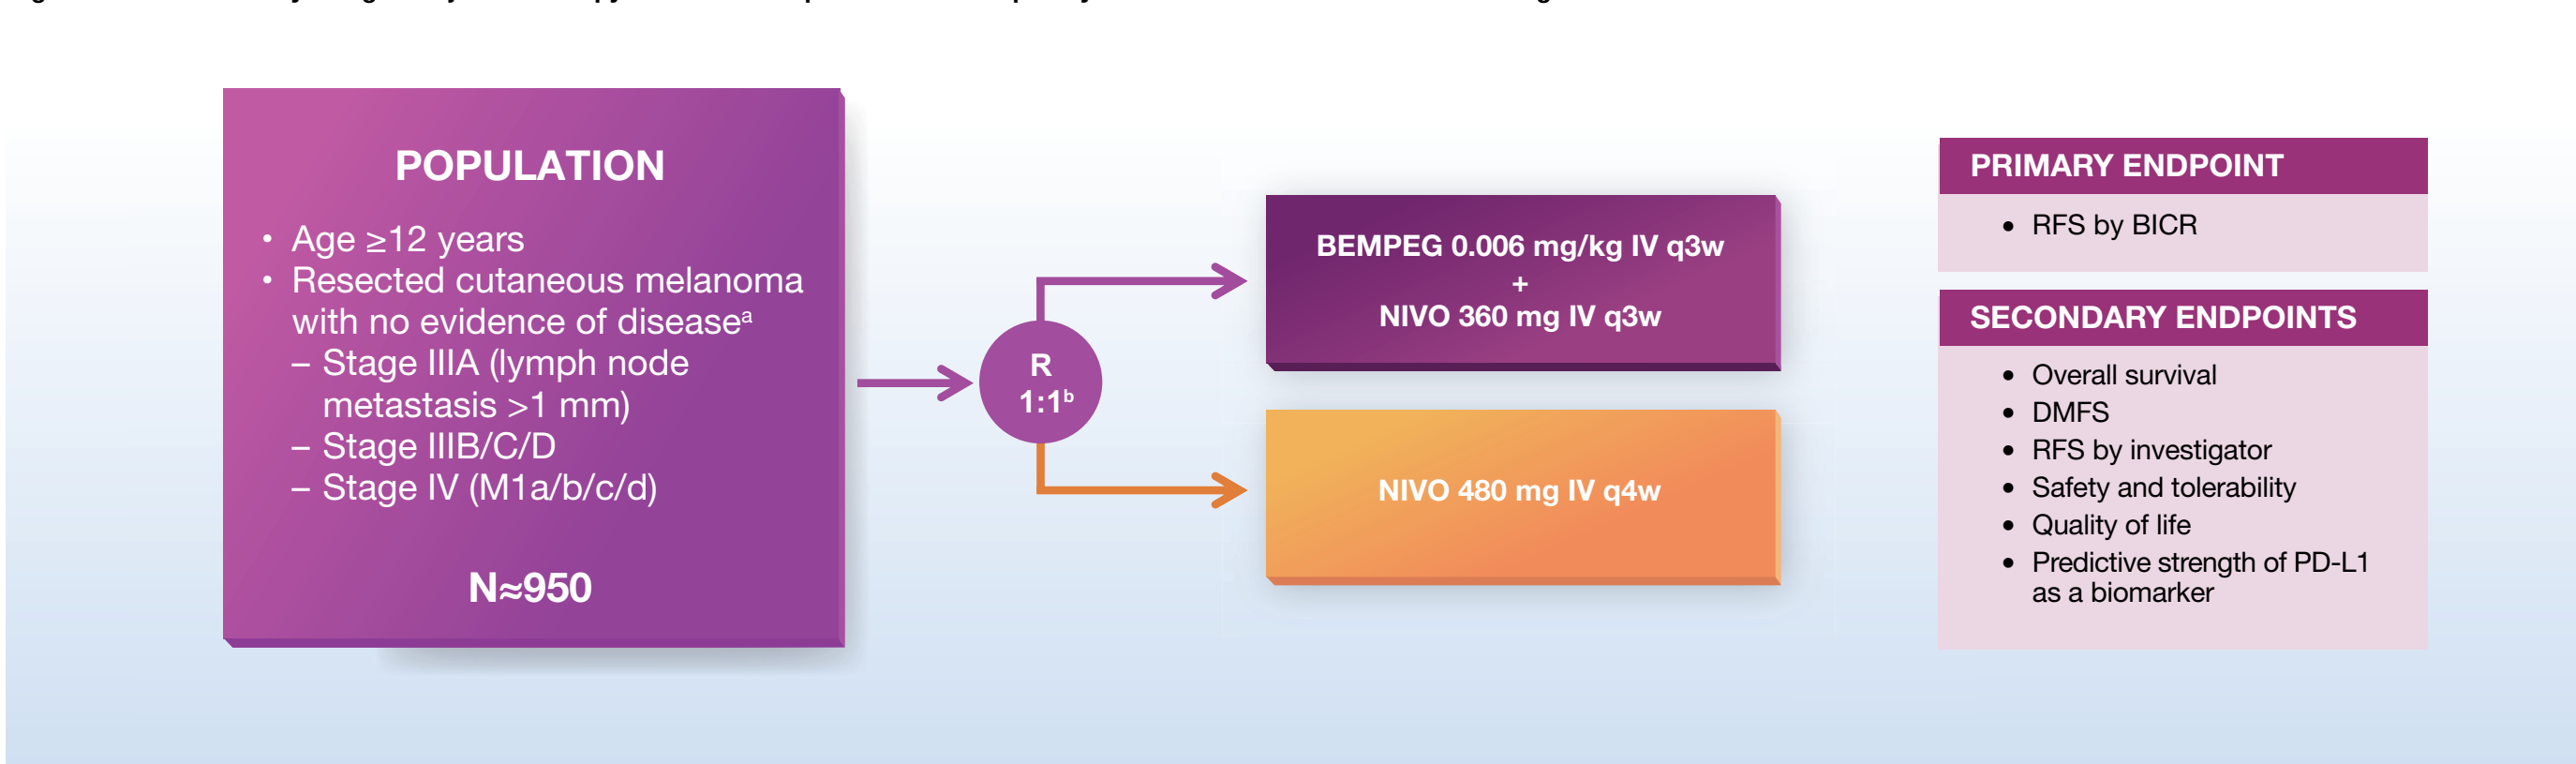 POPULATION
• Age ≥12 years
• Resected cutaneous melanoma
with no evidence of diseaseᵃ
– Stage IIIA (lymph node
metastasis >1 mm)
– Stage IIIB/C/D
– Stage IV (M1a/b/c/d)
N≈950
R
1:1ᵇ
BEMPEG 0.006 mg/kg IV q3w
+
NIVO 360 mg IV q3w
NIVO 480 mg IV q4w
PRIMARY ENDPOINT
• RFS by BICR
SECONDARY ENDPOINTS
• Overall survival
• DMFS
• RFS by investigator
• Safety and tolerability
• Quality of life
• Predictive strength of PD-L1
as a biomarker